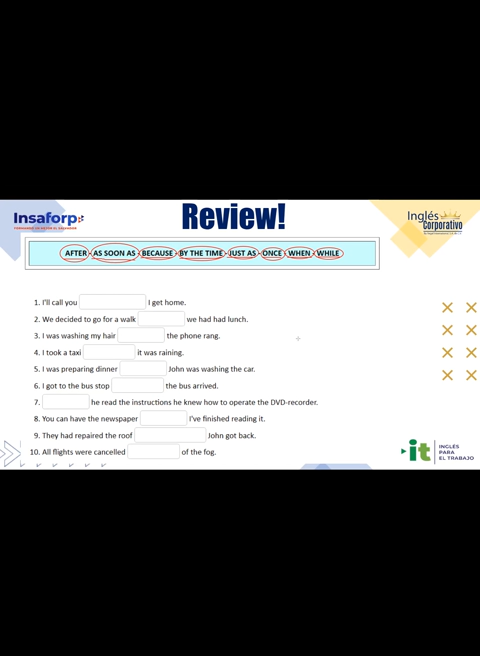 Review!
Insaforp
Inglés
Corporativo
AFTER AS SOON AS BECAUSE BY THE TIME JUST AS ONCE WHEN WHILE
1. I'll call you I get home.
2. We decided to go for a walk we had had lunch.
3. I was washing my hair the phone rang.
4. I took a taxi it was raining.
5. I was preparing dinner John was washing the car.
6. I got to the bus stop the bus arrived.
7. he read the instructions he knew how to operate the DVD-recorder.
8. You can have the newspaper I've finished reading it.
9. They had repaired the roof John got back.
10. All flights were cancelled of the fog.
it
INGLÉS
PARA
EL TRABAJO